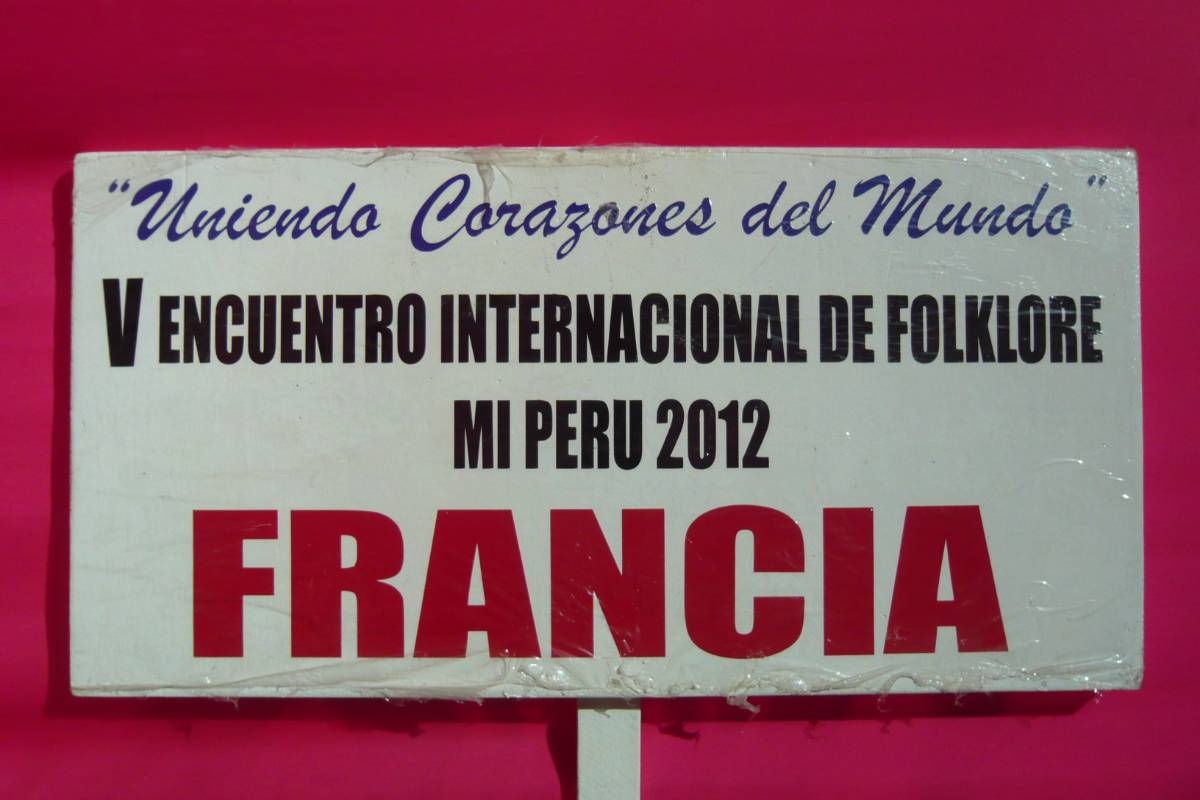 “Uniendo Corazones del Mundo”
V ENCUENTRO INTERNACIONAL DE FOLKLORE
MI PERU 2012
FRANCIA